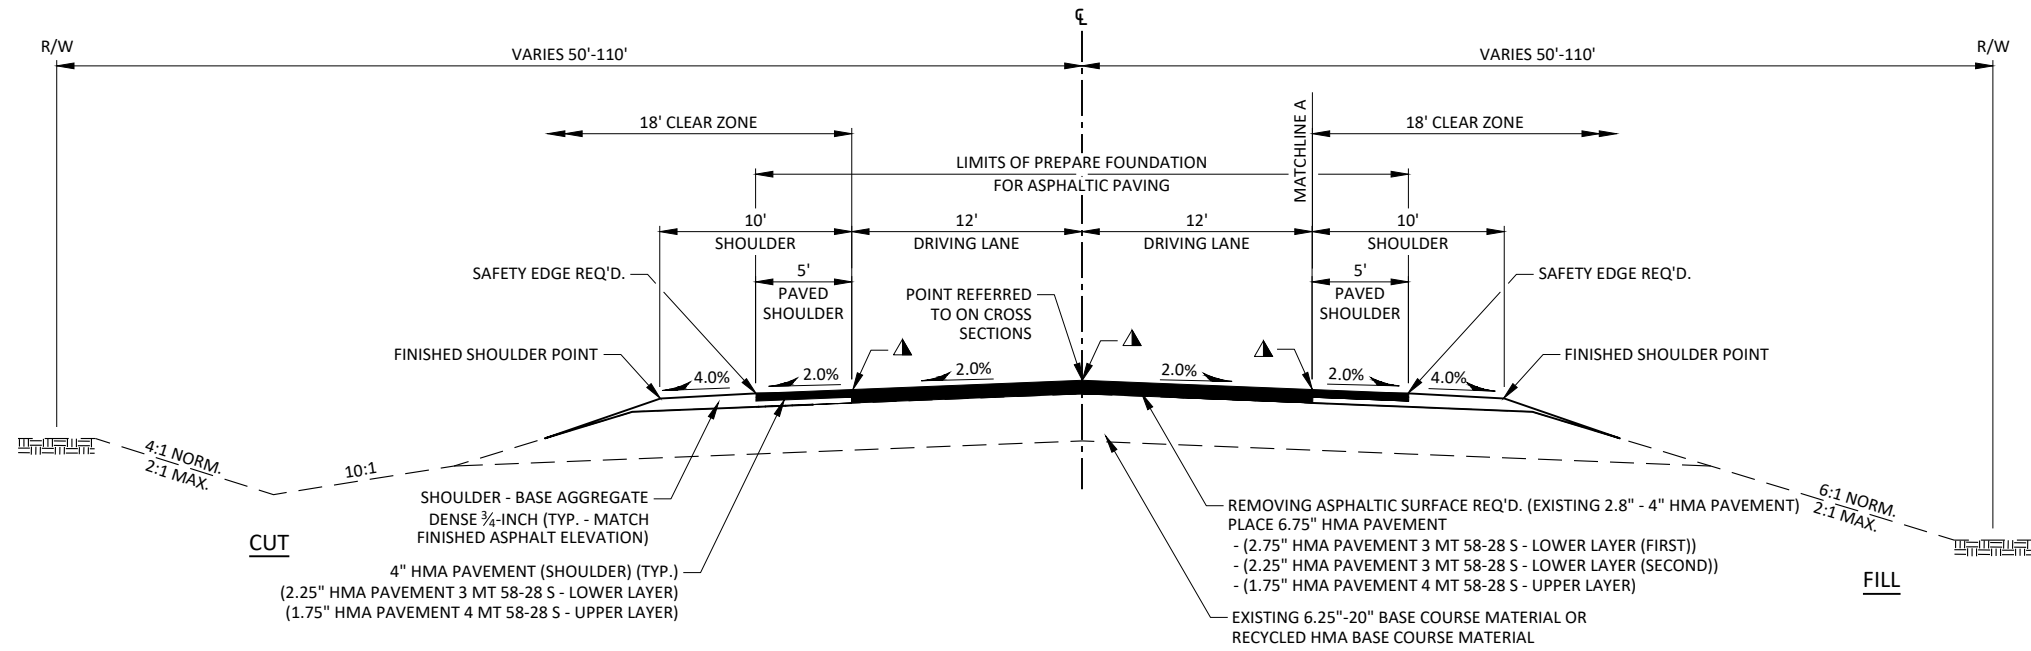 ℄
R/W
VARIES 50'-110'
VARIES 50'-110'
R/W
18' CLEAR ZONE
MATCHLINE A
18' CLEAR ZONE
LIMITS OF PREPARE FOUNDATION
FOR ASPHALTIC PAVING
10'
SHOULDER
12'
DRIVING LANE
12'
DRIVING LANE
10'
SHOULDER
SAFETY EDGE REQ'D.
5'
PAVED
SHOULDER
POINT REFERRED
TO ON CROSS
SECTIONS
5'
PAVED
SHOULDER
SAFETY EDGE REQ'D.
FINISHED SHOULDER POINT
FINISHED SHOULDER POINT
4.0%
2.0%
2.0%
2.0%
2.0%
4.0%
4:1 NORM.
2:1 MAX.
10:1
CUT
SHOULDER - BASE AGGREGATE
DENSE ¾-INCH (TYP. - MATCH
FINISHED ASPHALT ELEVATION)
4" HMA PAVEMENT (SHOULDER) (TYP.)
(2.25" HMA PAVEMENT 3 MT 58-28 S - LOWER LAYER)
(1.75" HMA PAVEMENT 4 MT 58-28 S - UPPER LAYER)
REMOVING ASPHALTIC SURFACE REQ'D. (EXISTING 2.8" - 4" HMA PAVEMENT)
PLACE 6.75" HMA PAVEMENT
- (2.75" HMA PAVEMENT 3 MT 58-28 S - LOWER LAYER (FIRST))
- (2.25" HMA PAVEMENT 3 MT 58-28 S - LOWER LAYER (SECOND))
- (1.75" HMA PAVEMENT 4 MT 58-28 S - UPPER LAYER)
EXISTING 6.25"-20" BASE COURSE MATERIAL OR
RECYCLED HMA BASE COURSE MATERIAL
6:1 NORM.
2:1 MAX.
FILL